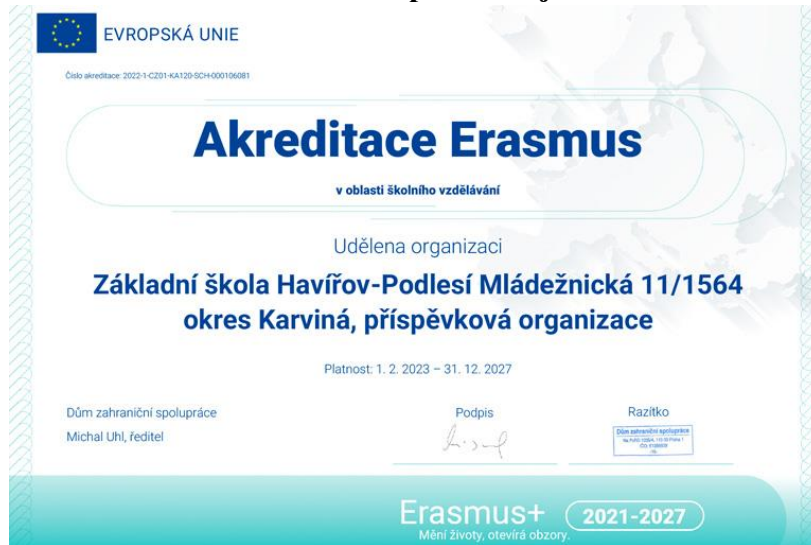 EVROPSKÁ UNIE
Číslo akreditace: 2022-1-CZ01-KA120-SCH-000106081
Akreditace Erasmus
v oblasti školního vzdělávání
Udělena organizaci
Základní škola Havířov-Podlesí Mládežnická 11/1564
okres Karviná, příspěvková organizace
Platnost: 1. 2. 2023 – 31. 12. 2027
Dům zahraniční spolupráce
Michal Uhl, ředitel
Podpis
Razítko
Dům zahraniční spolupráce
Erasmus+
2021-2027
Mění životy, otevírá obzory.